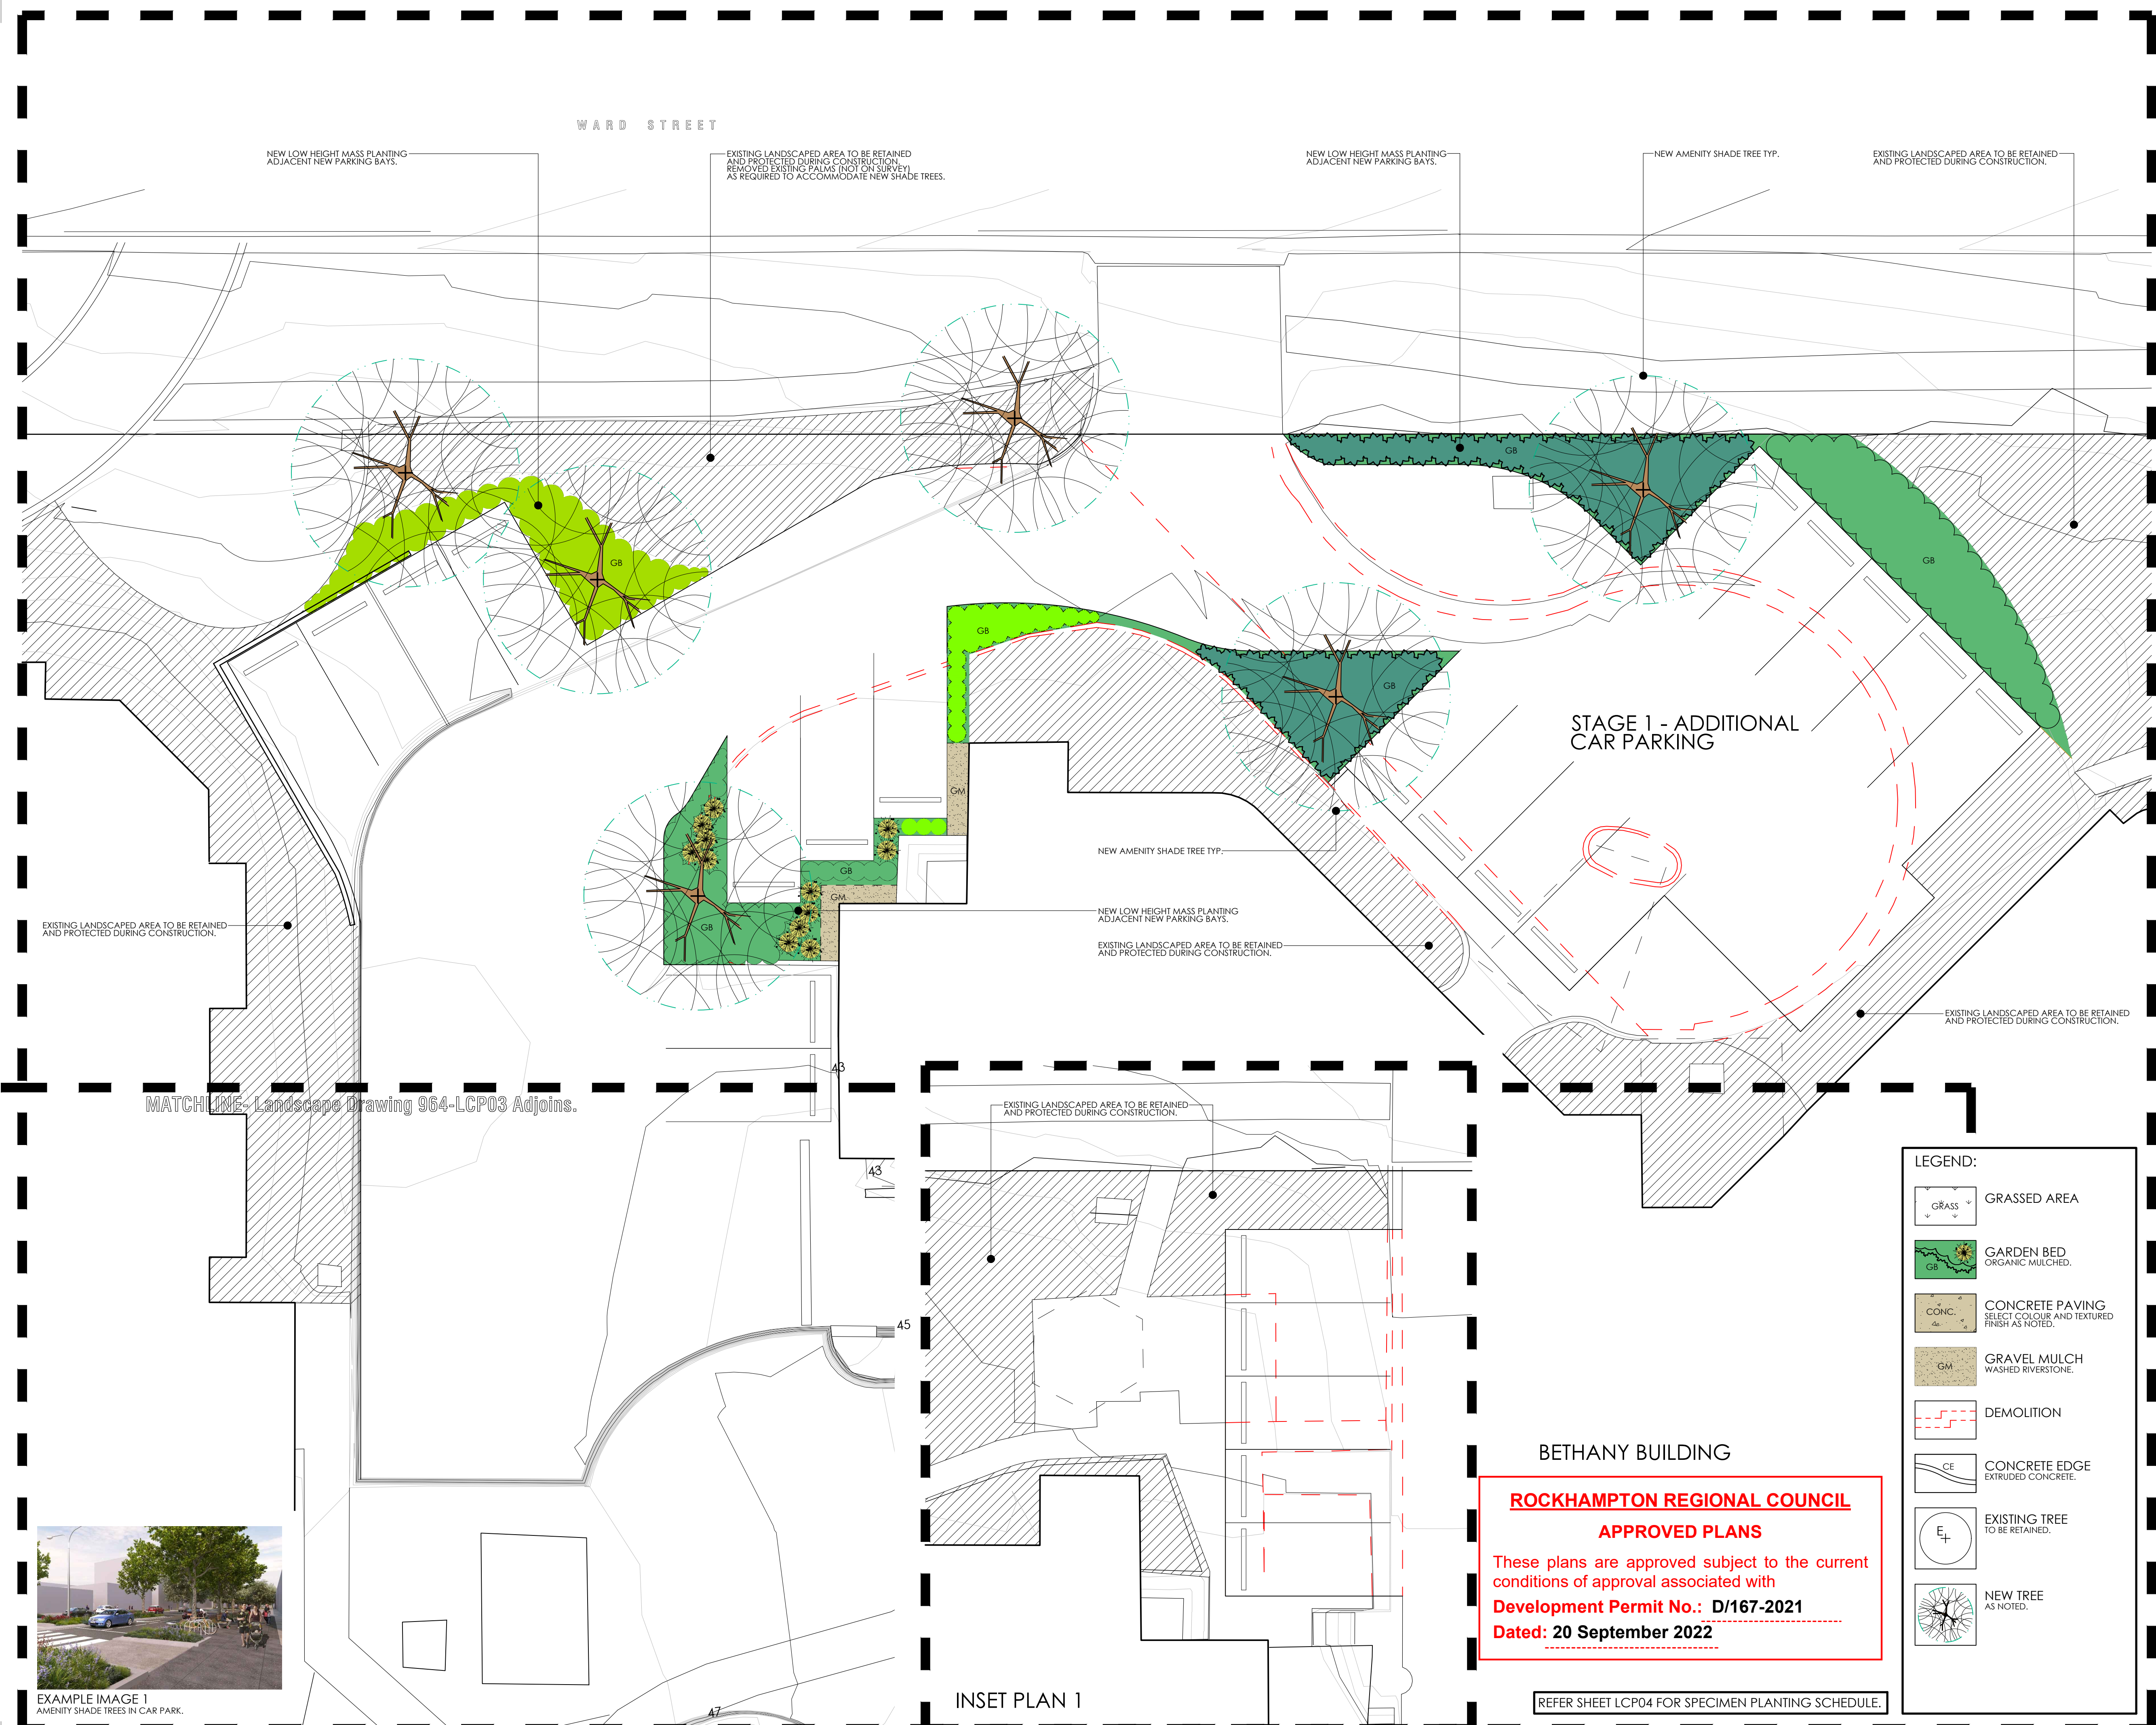 WARD STREET
NEW LOW HEIGHT MASS PLANTING
ADJACENT NEW PARKING BAYS.
EXISTING LANDSCAPED AREA TO BE RETAINED
AND PROTECTED DURING CONSTRUCTION.
REMOVED EXISTING PALMS (NOT ON SURVEY)
AS REQUIRED TO ACCOMMODATE NEW SHADE TREES.
NEW LOW HEIGHT MASS PLANTING
ADJACENT NEW PARKING BAYS.
NEW AMENITY SHADE TREE TYP.
EXISTING LANDSCAPED AREA TO BE RETAINED
AND PROTECTED DURING CONSTRUCTION.
GB
GB
GB
GB
GB
STAGE 1 - ADDITIONAL
CAR PARKING
GM
NEW AMENITY SHADE TREE TYP.
GB
GM
NEW LOW HEIGHT MASS PLANTING
ADJACENT NEW PARKING BAYS.
GB
EXISTING LANDSCAPED AREA TO BE RETAINED
AND PROTECTED DURING CONSTRUCTION.
EXISTING LANDSCAPED AREA TO BE RETAINED
AND PROTECTED DURING CONSTRUCTION.
EXISTING LANDSCAPED AREA TO BE RETAINED
AND PROTECTED DURING CONSTRUCTION.
43
MATCHLINE- Landscape Drawing 964-LCP03 Adjoins.
EXISTING LANDSCAPED AREA TO BE RETAINED
AND PROTECTED DURING CONSTRUCTION.
43
45
47
LEGEND:
GRASS
GRASSED AREA
GB
GARDEN BED
ORGANIC MULCHED.
CONC.
CONCRETE PAVING
SELECT COLOUR AND TEXTURED
FINISH AS NOTED.
GM
GRAVEL MULCH
WASHED RIVERSTONE.
DEMOLITION
CE
CONCRETE EDGE
EXTRUDED CONCRETE.
E
EXISTING TREE
TO BE RETAINED.
NEW TREE
AS NOTED.
BETHANY BUILDING
ROCKHAMPTON REGIONAL COUNCIL
APPROVED PLANS
These plans are approved subject to the current
conditions of approval associated with
Development Permit No.: D/167-2021
Dated: 20 September 2022
EXAMPLE IMAGE 1
AMENITY SHADE TREES IN CAR PARK.
INSET PLAN 1
REFER SHEET LCP04 FOR SPECIMEN PLANTING SCHEDULE.